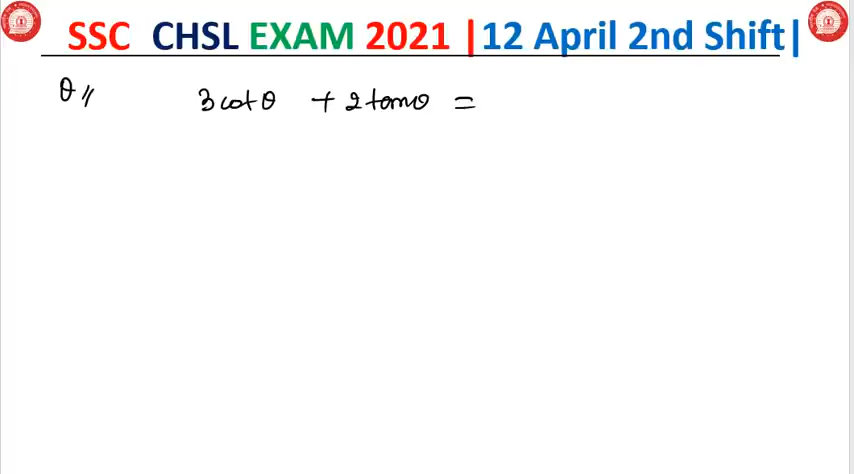 SSC CHSL EXAM 2021 |12 April 2nd Shift|
θ// 3cotθ + 2tanθ =